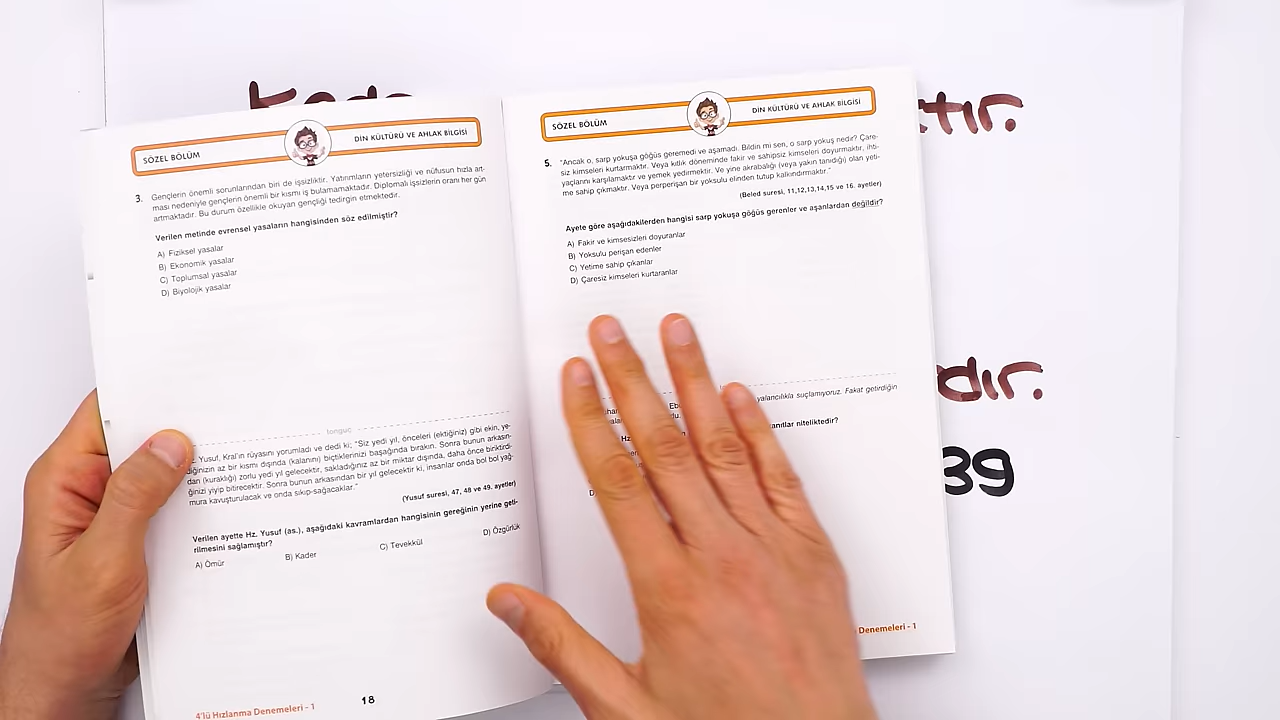 SÖZEL BÖLÜM
DİN KÜLTÜRÜ VE AHLAK BİLGİSİ
3. Gençlerin önemli sorunlarından biri de işsizliktir. Yatırımların yetersizliği ve nüfusun hızla art-
ması nedeniyle gençlerin önemli bir kısmı iş bulamamaktadır. Diplomalı işsizlerin oranı her gün
artmaktadır. Bu durum özellikle okuyan gençliği tedirgin etmektedir.
Verilen metinde evrensel yasaların hangisinden söz edilmiştir?
A) Fiziksel yasalar
B) Ekonomik yasalar
C) Toplumsal yasalar
D) Biyolojik yasalar
tonguç
Yusuf, Kral'ın rüyasını yorumladı ve dedi ki; "Siz yedi yıl, önceleri (ektiğiniz) gibi ekin, ye-
diğinizin az bir kısmı dışında (kalanını) biçtiklerinizi başağında bırakın. Sonra bunun arkasın-
dan (kuraklığı) zorlu yedi yıl gelecektir, sakladığınız az bir miktar dışında, daha önce biriktirdi-
ğinizi yiyip bitirecektir. Sonra bunun arkasından bir yıl gelecektir ki, insanlar onda bol bol yağ-
mura kavuşturulacak ve onda sıkıp-sağacaklar."
(Yusuf suresi, 47, 48 ve 49. ayetler)
Verilen ayette Hz. Yusuf (as.), aşağıdaki kavramlardan hangisinin gereğinin yerine geti-
rilmesini sağlamıştır?
A) Ömür
B) Kader
C) Tevekkül
D) Özgürlük
4'lü Hızlanma Denemeleri - 1
18
SÖZEL BÖLÜM
DİN KÜLTÜRÜ VE AHLAK BİLGİSİ
5. "Ancak o, sarp yokuşa göğüs geremedi ve aşamadı. Bildin mi sen, o sarp yokuş nedir? Çare-
siz kimseleri kurtarmaktır. Veya kıtlık döneminde fakir ve sahipsiz kimseleri doyurmaktır, ihti-
yaçlarını karşılamaktır ve yemek yedirmektir. Ve yine akrabalığı (veya yakın tanıdığı) olan yeti-
me sahip çıkmaktır. Veya perperişan bir yoksulu elinden tutup kalkındırmaktır."
(Beled suresi, 11,12,13,14,15 ve 16. ayetler)
Ayete göre aşağıdakilerden hangisi sarp yokuşa göğüs gerenler ve aşanlardan değildir?
A) Fakir ve kimsesizleri doyuranlar
B) Yoksulu perişan edenler
C) Yetime sahip çıkanlar
D) Çaresiz kimseleri kurtaranlar
yalancılıkla suçlamıyoruz. Fakat getirdiğin
Hz.
niteliktedir?
D
Denemeleri - 1
tır.
dır.
39